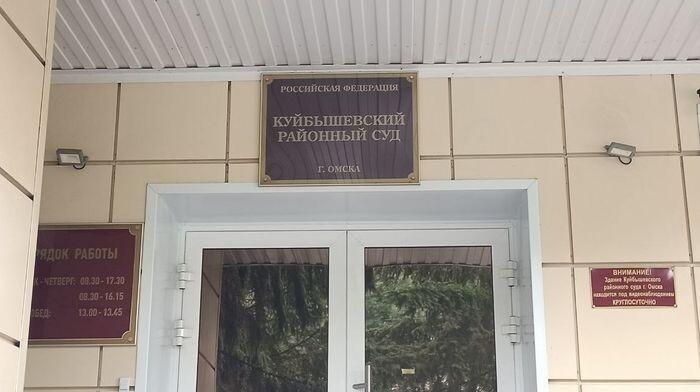 РОССИЙСКАЯ ФЕДЕРАЦИЯ
КУЙБЫШЕВСКИЙ
РАЙОННЫЙ СУД
Г. ОМСКА
РЯДОК РАБОТЫ
К-ЧЕТВЕРГ: 08.30 - 17.30
08.30 - 16.15
ОБЕД: 13.00 - 13.45
ВНИМАНИЕ!
Здание Куйбышевского
районного суда г. Омска
находится под видеонаблюдением
КРУГЛОСУТОЧНО